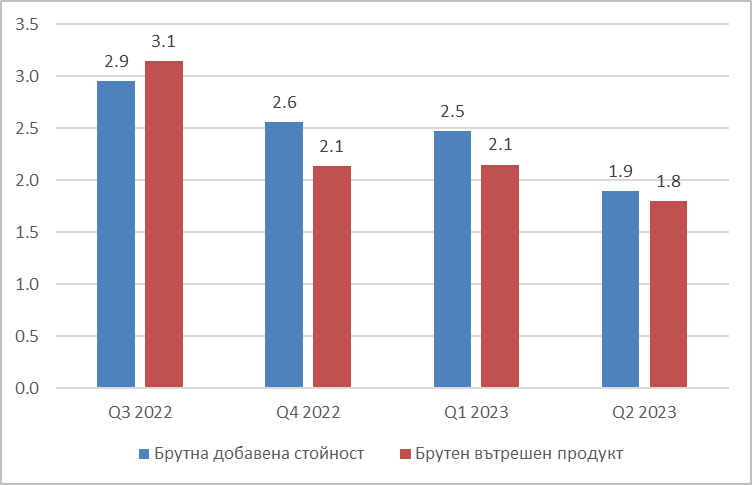 3.5
3.0
2.5
2.0
1.5
1.0
0.5
0.0
2.9
3.1
2.6
2.1
2.5
2.1
1.9
1.8
Q3 2022
Q4 2022
Q1 2023
Q2 2023
Брутна добавена стойност
Брутен вътрешен продукт